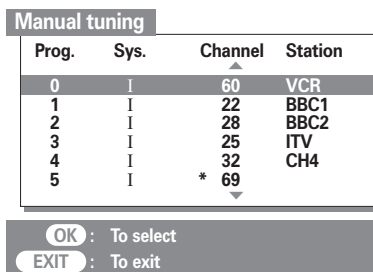 Manual tuning
Prog. Sys. Channel Station
0 I 60 VCR
1 I 22 BBC1
2 I 28 BBC2
3 I 25 ITV
4 I 32 CH4
5 I * 69
OK : To select
EXIT : To exit